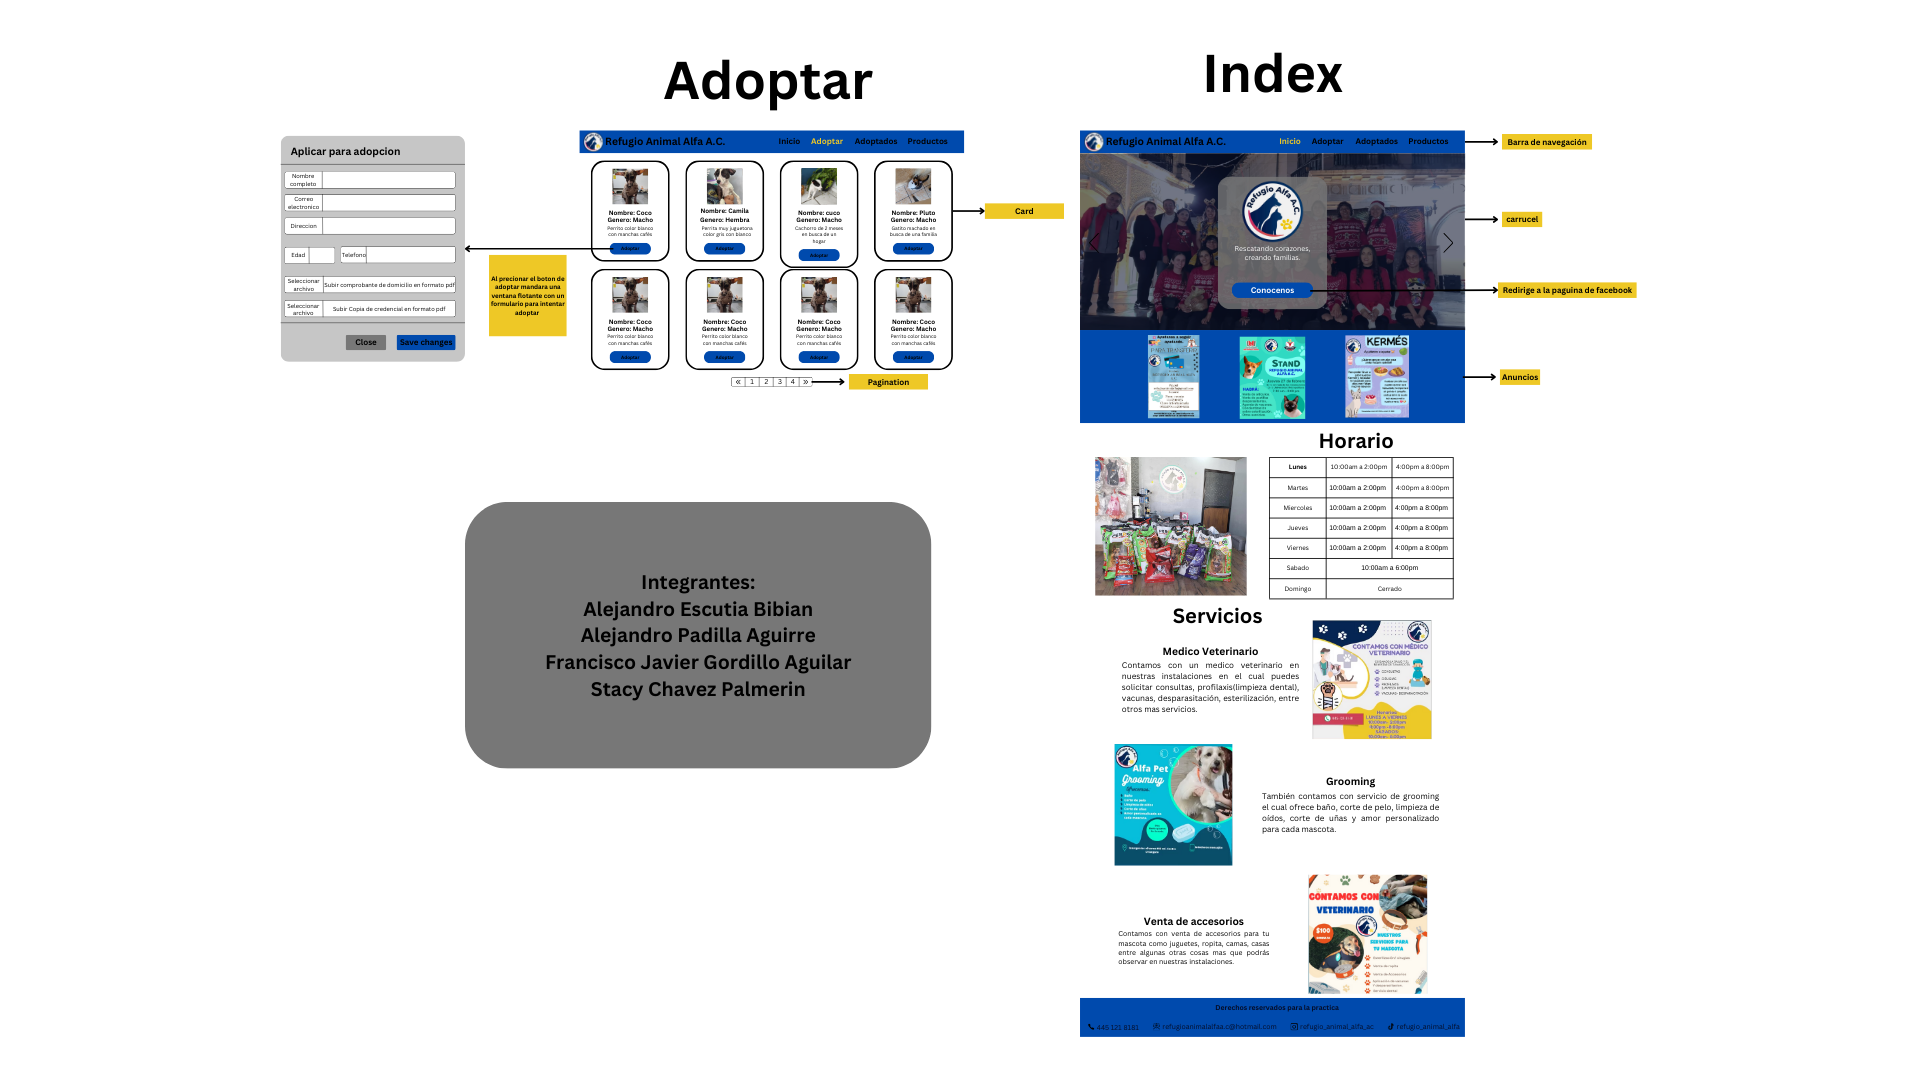 Adoptar
Index
Aplicar para adopcion
Nombre
completo
Correo
electronico
Direccion
Edad
Telefono
Seleccionar
archivo
Subir comprobante de domicilio en formato pdf
Seleccionar
archivo
Subir Copia de credencial en formato pdf
Close
Save changes
Al precionar el boton de
adoptar mandara una
ventana flotante con un
formulario para intentar
adoptar
Refugio Animal Alfa A.C.
Inicio
Adoptar
Adoptados
Productos
Nombre: Coco
Genero: Macho
Perrito color blanco
con manchas cafés
Adoptar
Nombre: Camila
Genero: Hembra
Perrita muy juguetona
color gris con blanco
Adoptar
Nombre: cuco
Genero: Macho
Cachorro de 2 meses
en busca de un
hogar
Adoptar
Nombre: Pluto
Genero: Macho
Gatito machado en
busca de una familia
Adoptar
Card
Nombre: Coco
Genero: Macho
Perrito color blanco
con manchas cafés
Adoptar
Nombre: Coco
Genero: Macho
Perrito color blanco
con manchas cafés
Adoptar
Nombre: Coco
Genero: Macho
Perrito color blanco
con manchas cafés
Adoptar
Nombre: Coco
Genero: Macho
Perrito color blanco
con manchas cafés
Adoptar
« 1 2 3 4 »
Pagination
Integrantes:
Alejandro Escutia Bibian
Alejandro Padilla Aguirre
Francisco Javier Gordillo Aguilar
Stacy Chavez Palmerin
Refugio Animal Alfa A.C.
Inicio
Adoptar
Adoptados
Productos
Barra de navegación
Refugio Alfa A.C.
Rescatando corazones,
creando familias.
Conocenos
carrucel
Redirige a la paguina de facebook
STAND
REFUGIO ANIMAL
ALFA A.C.
KERMÉS
Anuncios
Horario
Lunes 10:00am a 2:00pm 4:00pm a 8:00pm
Martes 10:00am a 2:00pm 4:00pm a 8:00pm
Miercoles 10:00am a 2:00pm 4:00pm a 8:00pm
Jueves 10:00am a 2:00pm 4:00pm a 8:00pm
Viernes 10:00am a 2:00pm 4:00pm a 8:00pm
Sabado 10:00am a 6:00pm
Domingo Cerrado
Servicios
Medico Veterinario
Contamos con un medico veterinario en
nuestras instalaciones en el cual puedes
solicitar consultas, profilaxis(limpieza dental),
vacunas, desparasitación, esterilización, entre
otros mas servicios.
CONTAMOS CON MÉDICO
VETERINARIO
LUNES A VIERNES
Alfa Pet
Grooming
Grooming
También contamos con servicio de grooming
el cual ofrece baño, corte de pelo, limpieza de
oídos, corte de uñas y amor personalizado
para cada mascota.
Venta de accesorios
Contamos con venta de accesorios para tu
mascota como juguetes, ropita, camas, casas
entre algunas otras cosas mas que podrás
observar en nuestras instalaciones.
CONTAMOS CON
VETERINARIO
$100
NUESTROS
SERVICIOS PARA
TU MASCOTA
Derechos reservados para la practica
445 121 8181
refugioanimalalfaa.c@hotmail.com
refugio_animal_alfa_ac
refugio_animal_alfa